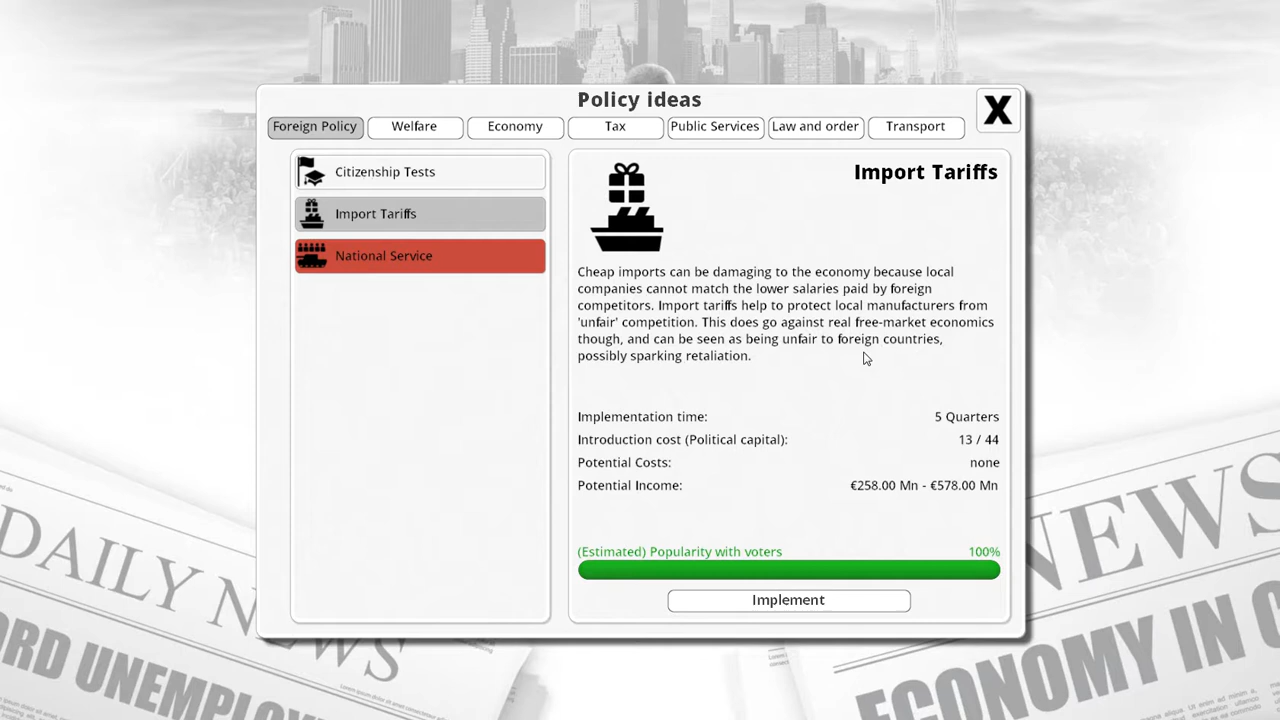 Policy ideas
X
Foreign Policy
Welfare
Economy
Tax
Public Services
Law and order
Transport
Citizenship Tests
Import Tariffs
National Service
Import Tariffs
Cheap imports can be damaging to the economy because local
companies cannot match the lower salaries paid by foreign
competitors. Import tariffs help to protect local manufacturers from
'unfair' competition. This does go against real free-market economics
though, and can be seen as being unfair to foreign countries,
possibly sparking retaliation.
Implementation time: 5 Quarters
Introduction cost (Political capital): 13 / 44
Potential Costs: none
Potential Income: €258.00 Mn - €578.00 Mn
(Estimated) Popularity with voters 100%
Implement
DAILY NEWS
ORD UNEMPLO
NEWS
ECONOMY IN C